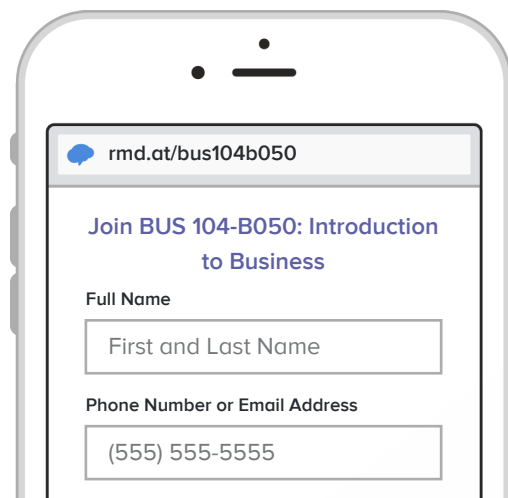 rmd.at/bus104b050
Join BUS 104-B050: Introduction
to Business
Full Name
First and Last Name
Phone Number or Email Address
(555) 555-5555